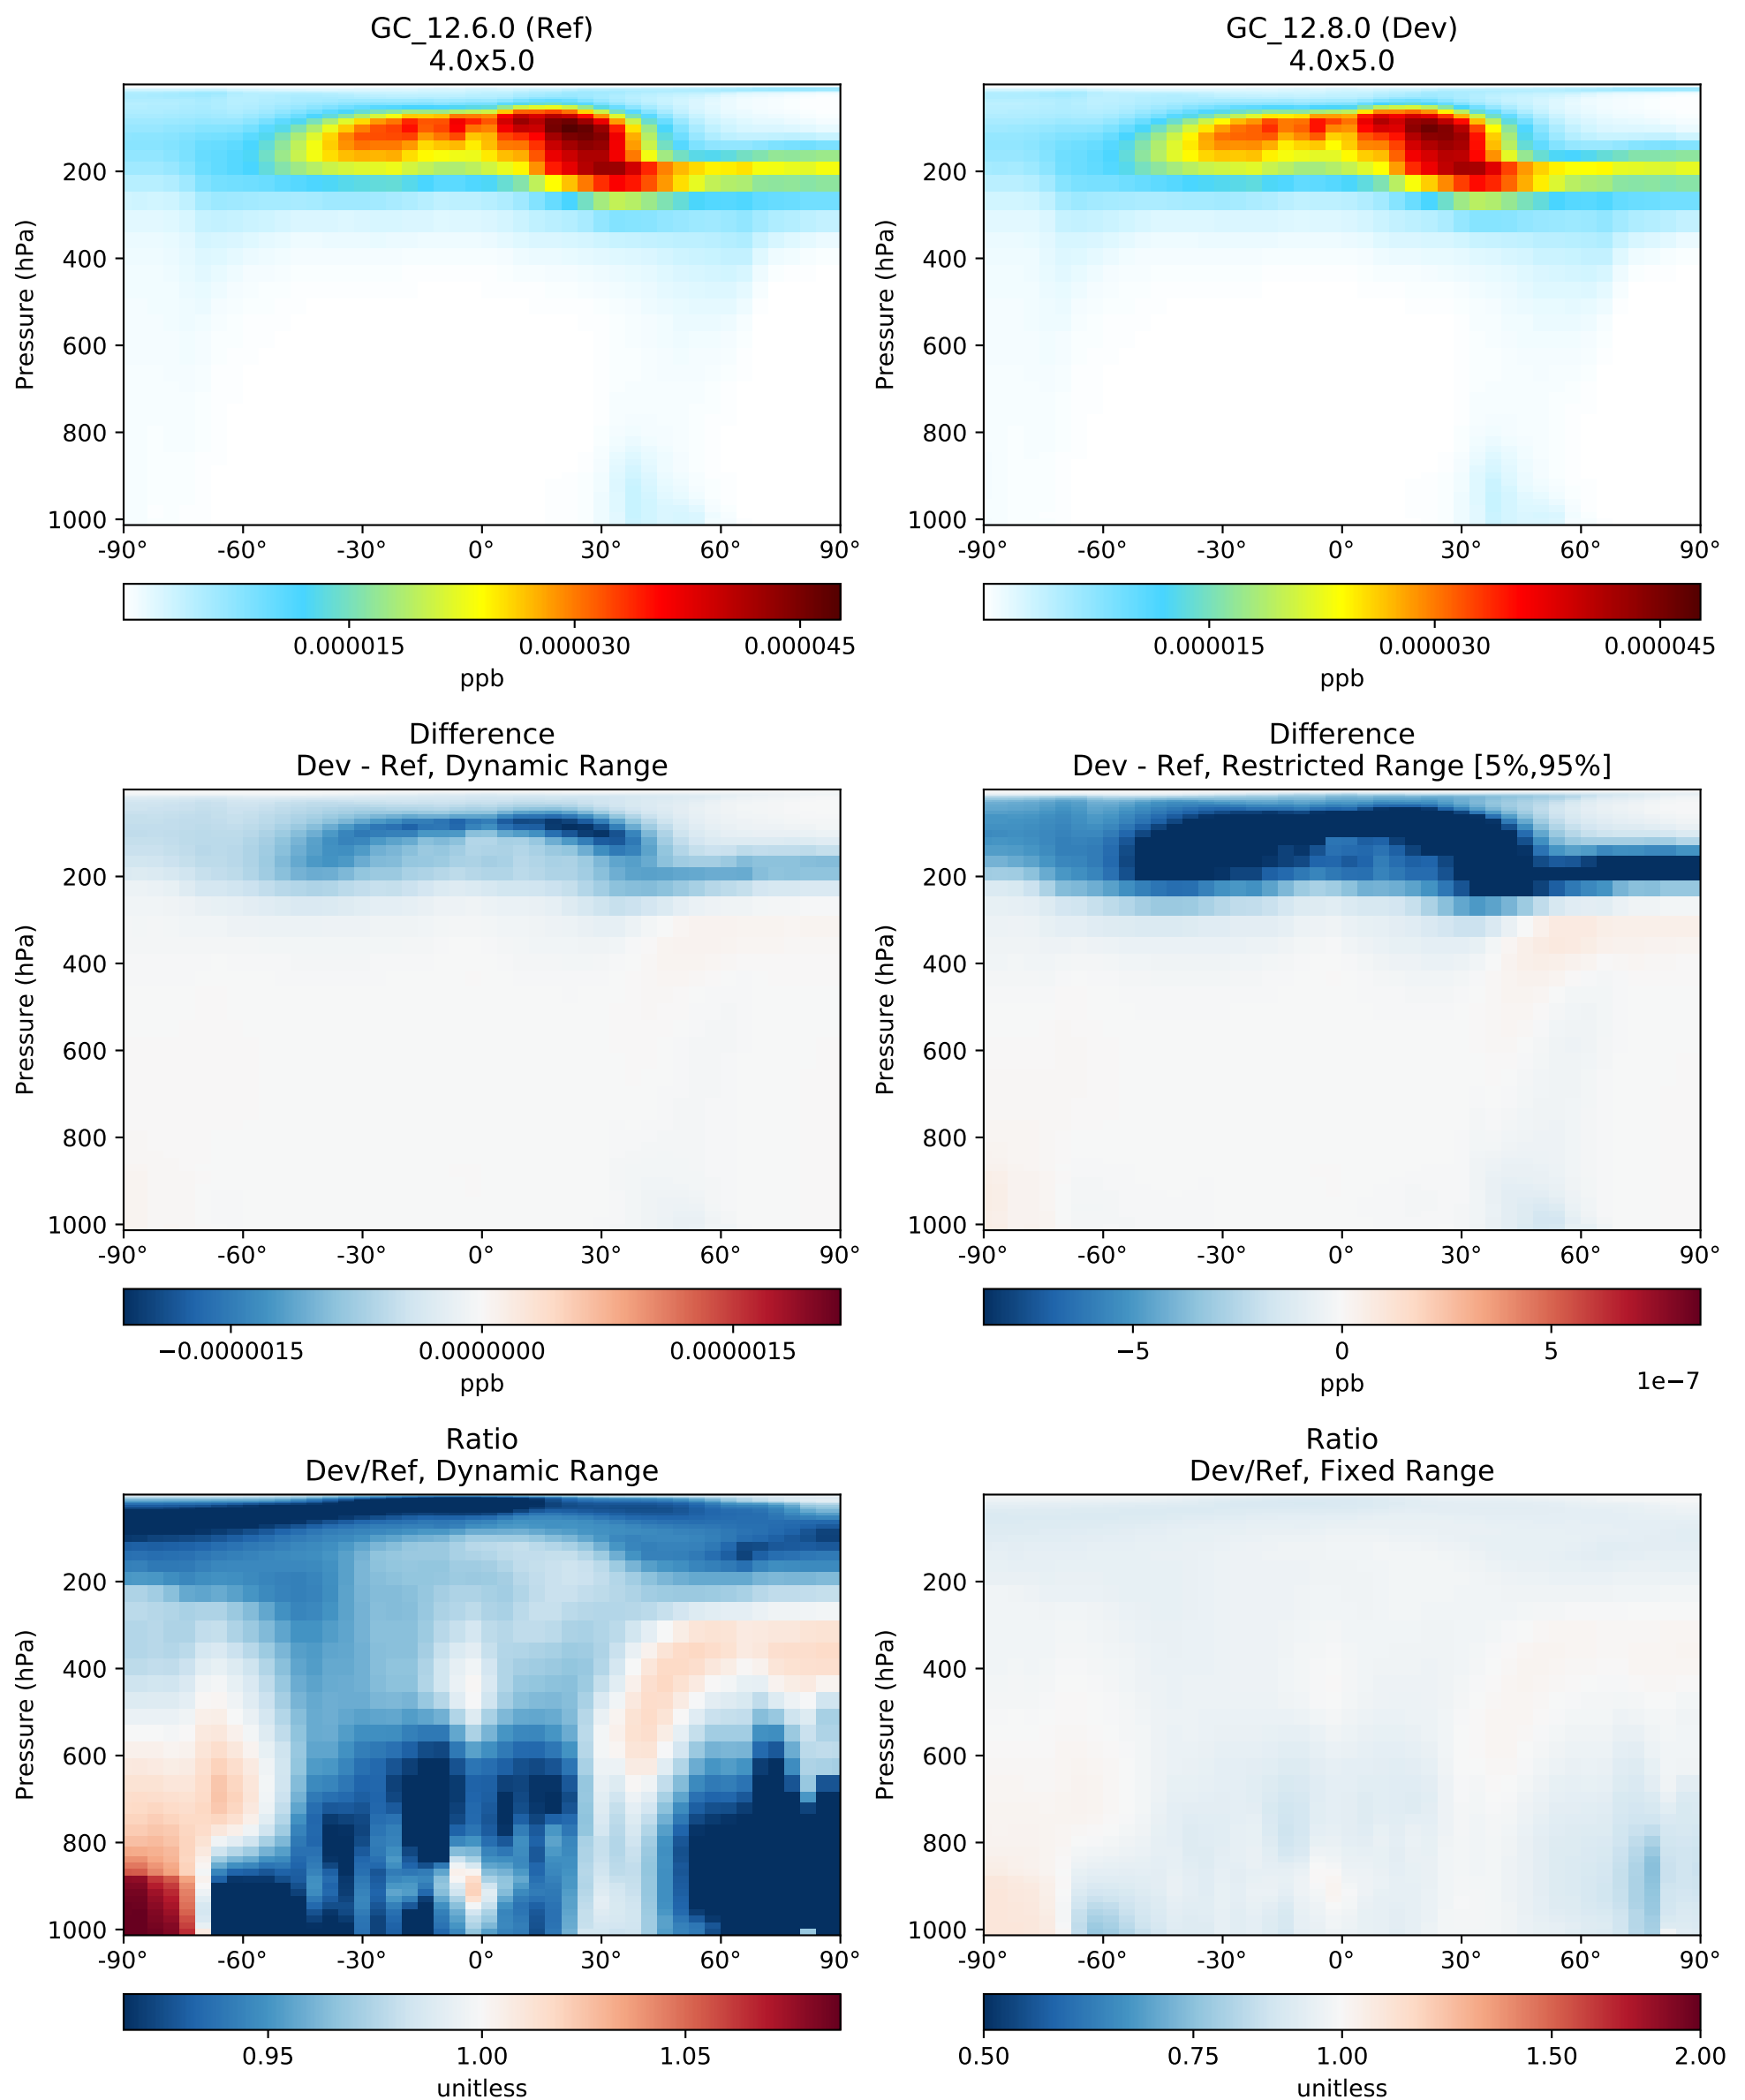 GC_12.6.0 (Ref)
4.0x5.0
Pressure (hPa)
200
400
600
800
1000
-90° -60° -30° 0° 30° 60° 90°
0.000015 0.000030 0.000045
ppb
GC_12.8.0 (Dev)
4.0x5.0
Pressure (hPa)
200
400
600
800
1000
-90° -60° -30° 0° 30° 60° 90°
0.000015 0.000030 0.000045
ppb
Difference
Dev - Ref, Dynamic Range
Pressure (hPa)
200
400
600
800
1000
-90° -60° -30° 0° 30° 60° 90°
−0.0000015 0.0000000 0.0000015
ppb
Difference
Dev - Ref, Restricted Range [5%,95%]
Pressure (hPa)
200
400
600
800
1000
-90° -60° -30° 0° 30° 60° 90°
−5 0 5
ppb
1e−7
Ratio
Dev/Ref, Dynamic Range
Pressure (hPa)
200
400
600
800
1000
-90° -60° -30° 0° 30° 60° 90°
0.95 1.00 1.05
unitless
Ratio
Dev/Ref, Fixed Range
Pressure (hPa)
200
400
600
800
1000
-90° -60° -30° 0° 30° 60° 90°
0.50 0.75 1.00 1.50 2.00
unitless